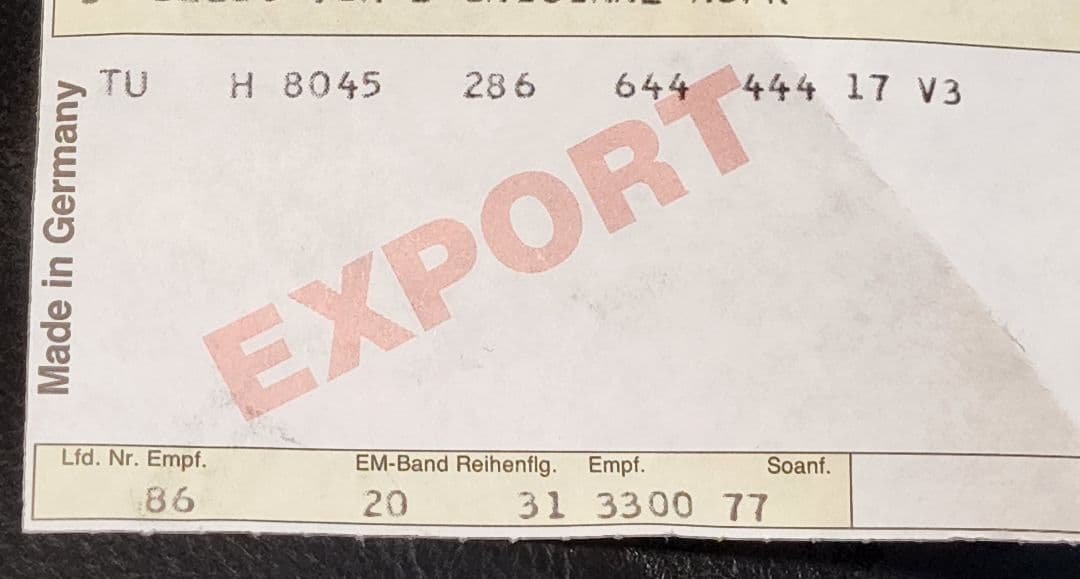 TU H 8045 286 644 444 17 V3
EXPORT
Made in Germany
Lfd. Nr. Empf. EM-Band Reihenflg. Empf. Soanf.
86 20 31 3300 77